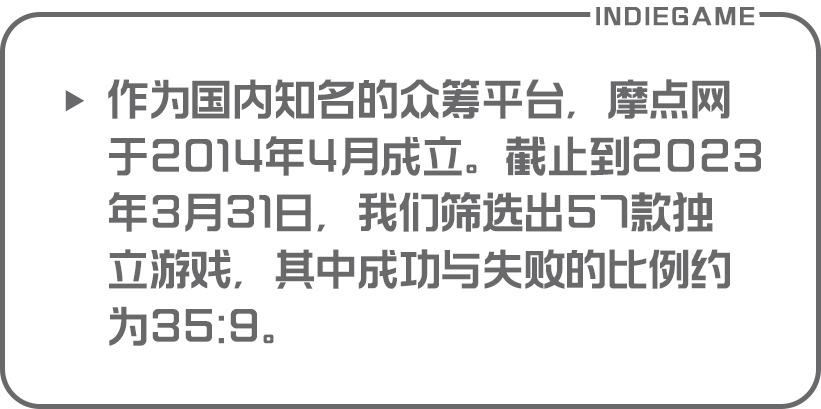 INDIEGAME
作为国内知名的众筹平台，摩点网
于2014年4月成立。截止到2023
年3月31日，我们筛选出57款独
立游戏，其中成功与失败的比例约
为35:9。